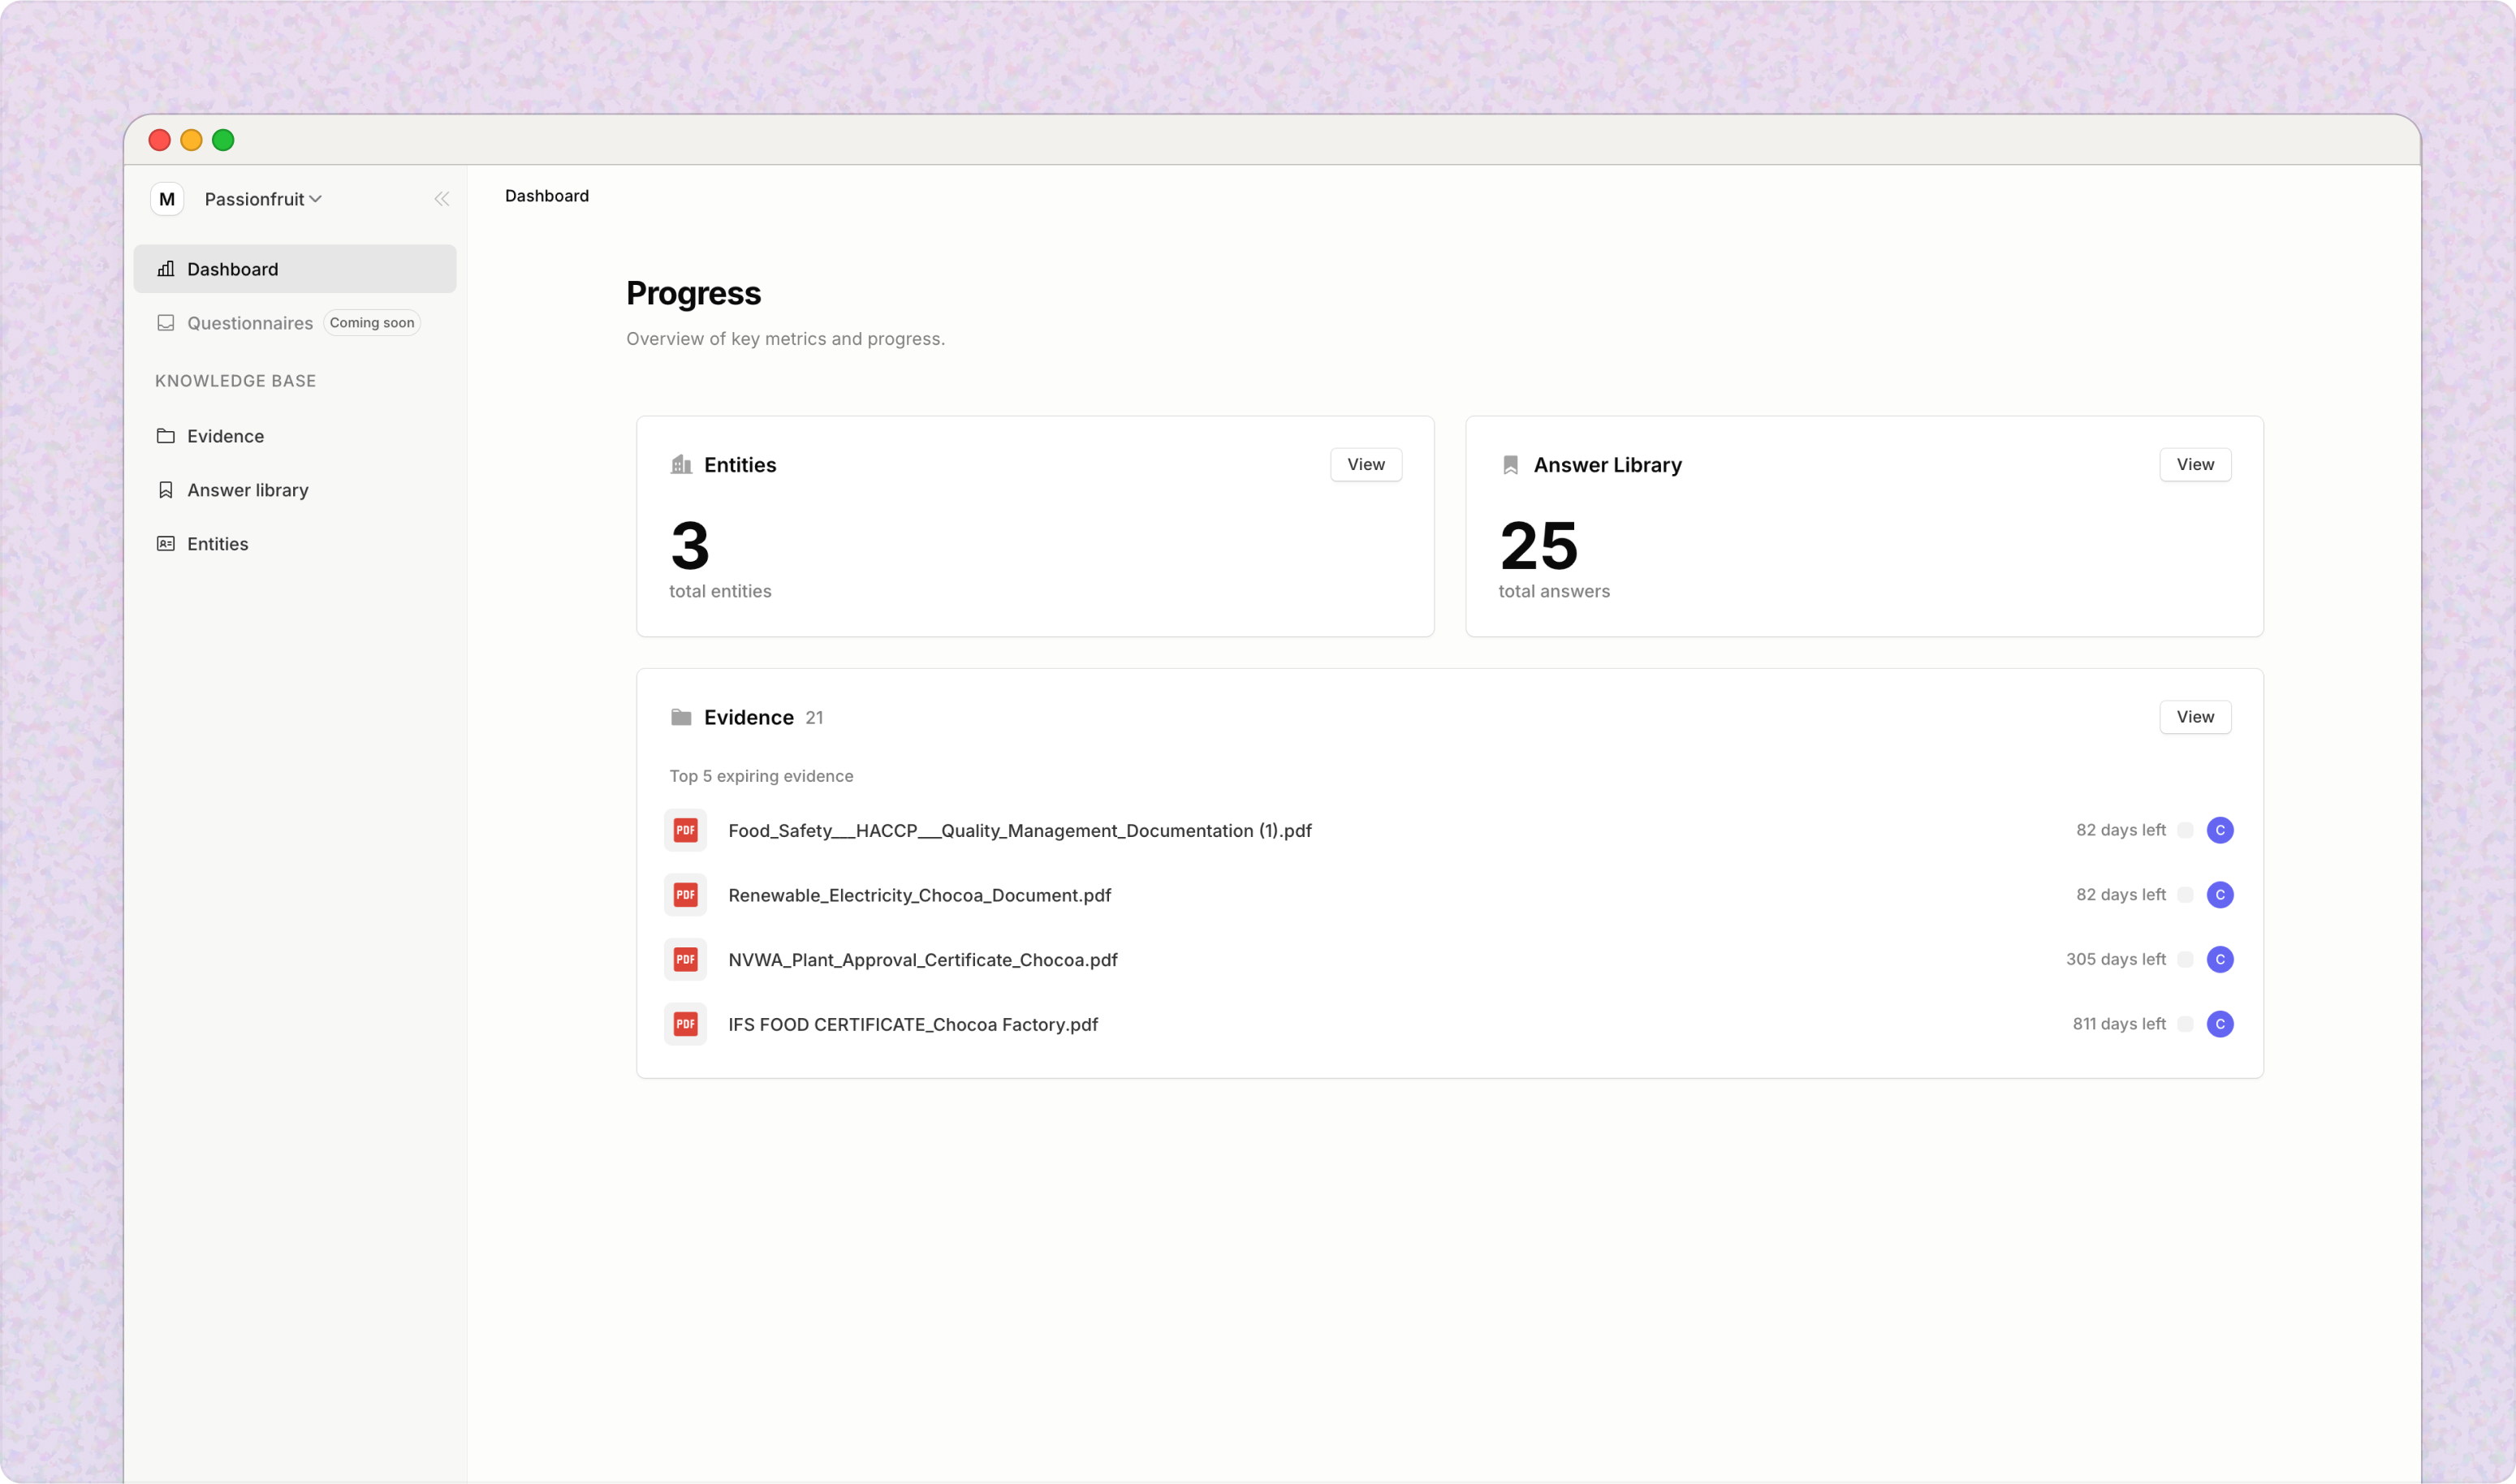 M Passionfruit
Dashboard
Questionnaires Coming soon
KNOWLEDGE BASE
Evidence
Answer library
Entities
Dashboard
Progress
Overview of key metrics and progress.
Entities View
3
total entities
Answer Library View
25
total answers
Evidence 21 View
Top 5 expiring evidence
PDF Food_Safety___HACCP___Quality_Management_Documentation (1).pdf 82 days left C
PDF Renewable_Electricity_Chocoa_Document.pdf 82 days left C
PDF NVWA_Plant_Approval_Certificate_Chocoa.pdf 305 days left C
PDF IFS FOOD CERTIFICATE_Chocoa Factory.pdf 811 days left C